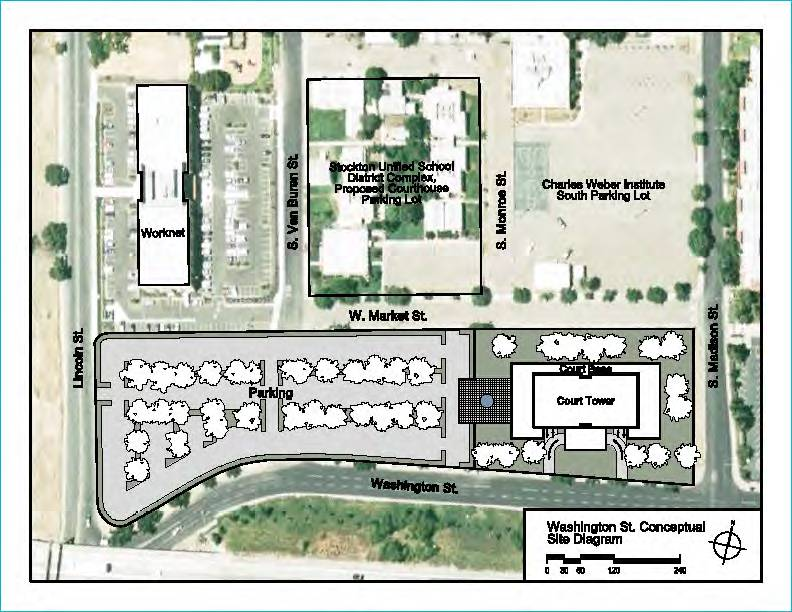 Stockton Unified School
District Complex,
Proposed Courthouse
Parking Lot
Charles Weber Institute
South Parking Lot
S. Van Buren St.
S. Monroe St.
Worknet
W. Market St.
Lincoln St.
S. Madison St.
Court Base
Court Tower
Parking
Washington St.
Washington St. Conceptual
Site Diagram
N
0 30 60 120 240